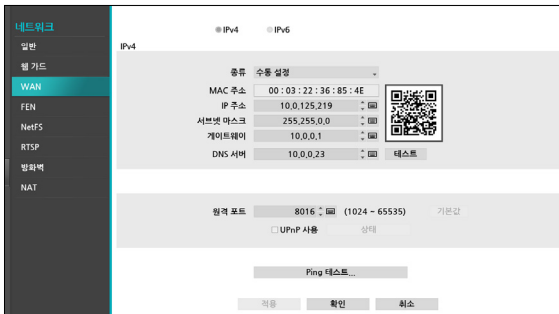 네트워크
일반
웹 가드
WAN
FEN
NetFS
RTSP
방화벽
NAT
IPv4 IPv6
IPv4
종류 수동 설정
MAC 주소 00 : 03 : 22 : 36 : 85 : 4E
IP 주소 10,0,125,219
서브넷 마스크 255,255,0,0
게이트웨이 10,0,0,1
DNS 서버 10,0,0,23 테스트
원격 포트 8016 (1024 ~ 65535) 기본값
UPnP 사용 상태
Ping 테스트...
적용 확인 취소